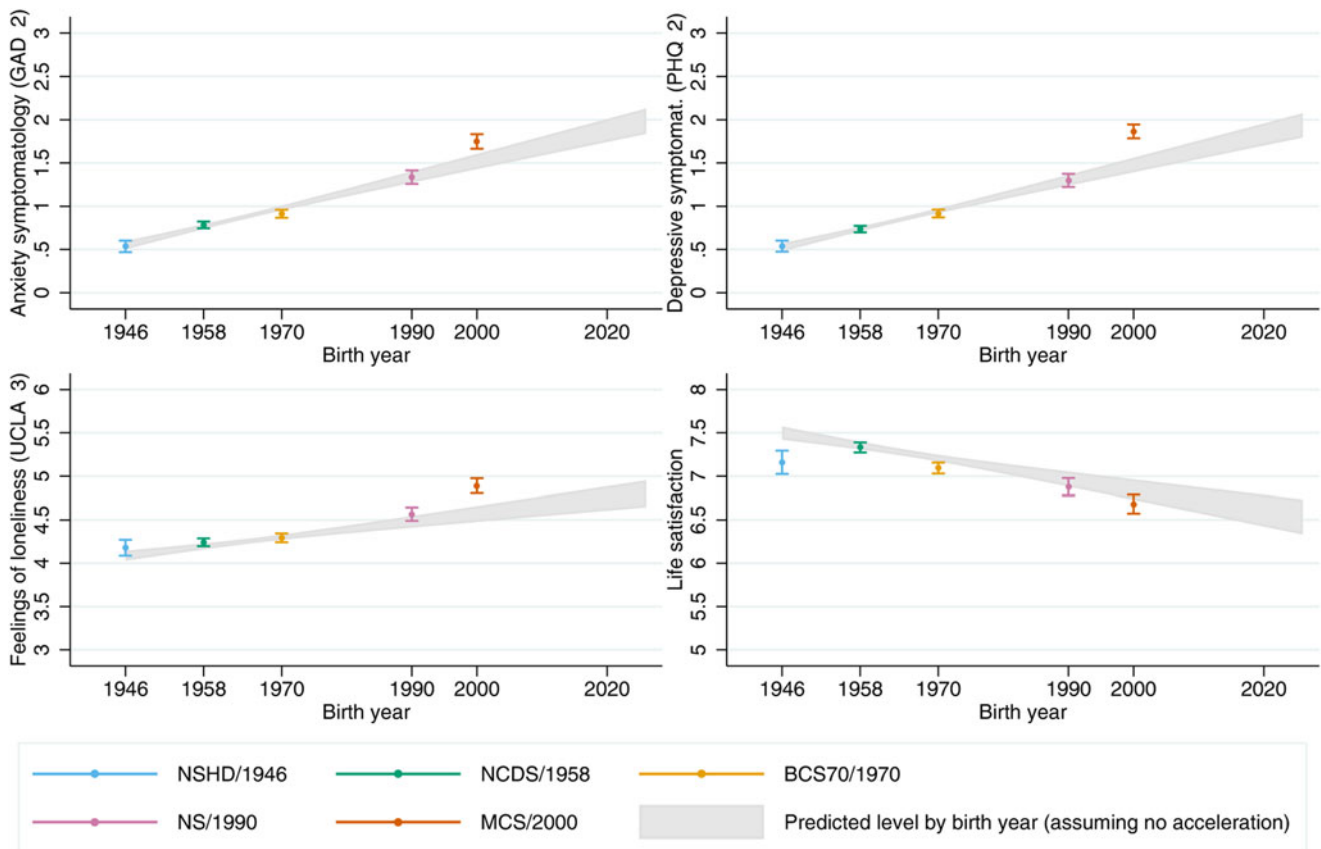 Anxiety symptomatology (GAD 2)
3
2.5
2
1.5
1
.5
0
1946 1958 1970 1990 2000 2020
Birth year
Depressive symptomat. (PHQ 2)
3
2.5
2
1.5
1
.5
0
1946 1958 1970 1990 2000 2020
Birth year
Feelings of loneliness (UCLA 3)
6
5.5
5
4.5
4
3.5
3
1946 1958 1970 1990 2000 2020
Birth year
Life satisfaction
8
7.5
7
6.5
6
5.5
5
1946 1958 1970 1990 2000 2020
Birth year
NSHD/1946 NCDS/1958 BCS70/1970
NS/1990 MCS/2000 Predicted level by birth year (assuming no acceleration)